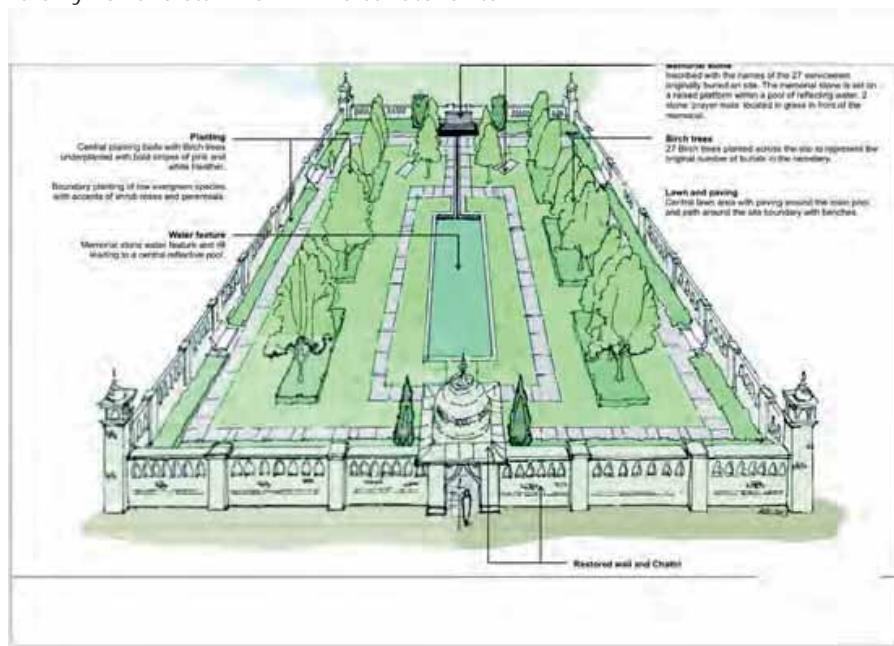 Memorial stone
Inscribed with the names of the 27 servicemen
originally buried on site. The memorial stone is set on
a raised platform within a pool of reflecting water. 2
stone 'prayer mats' located in grass in front of the
memorial.
Planting
Central planting beds with Birch trees
underplanted with bold stripes of pink and
white heather.
Boundary planting of low evergreen species
with accents of shrub roses and perennials.
Birch trees
27 Birch trees planted across the site to represent the
original number of burials in the cemetery.
Lawn and paving
Central lawn area with paving around the main pool
and path around the site boundary with benches.
Water feature
Memorial stone water feature and rill
leading to a central reflective pool.
Restored wall and Chattri